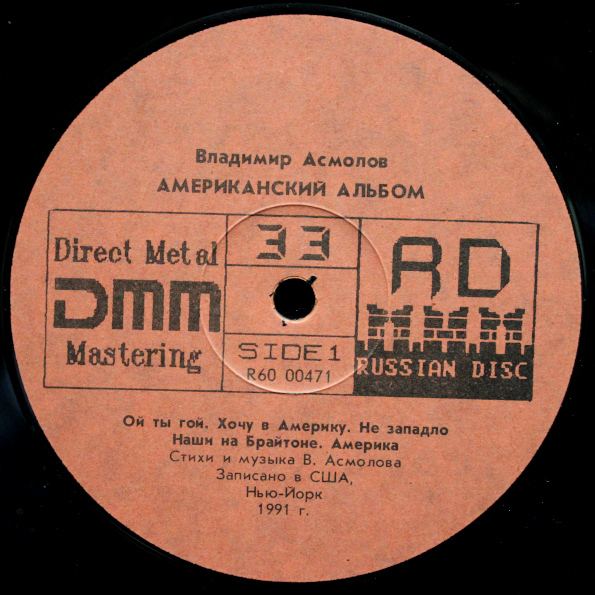 Владимир Асмолов
АМЕРИКАНСКИЙ АЛЬБОМ
Direct Metal
DMM
Mastering
33
SIDE 1
R60 00471
RD
RUSSIAN DISC
Ой ты гой. Хочу в Америку. Не западло
Наши на Брайтоне. Америка
Стихи и музыка В. Асмолова
Записано в США,
Нью-Йорк
1991 г.